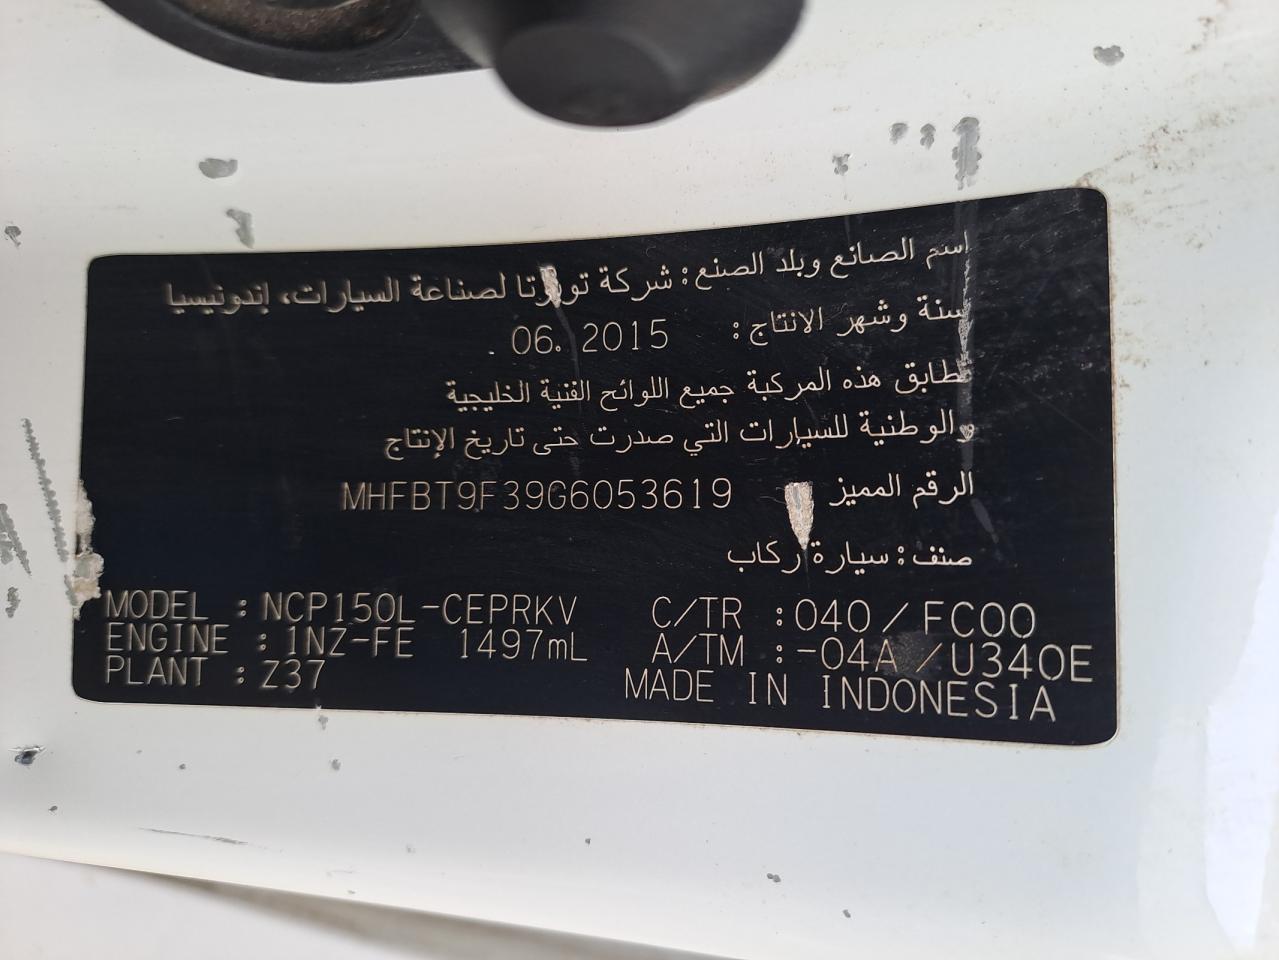 اسم الصانع وبلد الصنع: شركة تويوتا لصناعة السيارات، إندونيسيا
سنة وشهر الانتاج: 06. 2015
تطابق هذه المركبة جميع اللوائح الفنية الخليجية
والوطنية للسيارات التي صدرت حتى تاريخ الإنتاج
الرقم المميز MHFBT9F39G6053619
صنف: سيارة ركاب
MODEL : NCP150L-CEPRKV C/TR : 040 / FC00
ENGINE : 1NZ-FE 1497mL A/TM : -04A / U340E
PLANT : Z37 MADE IN INDONESIA